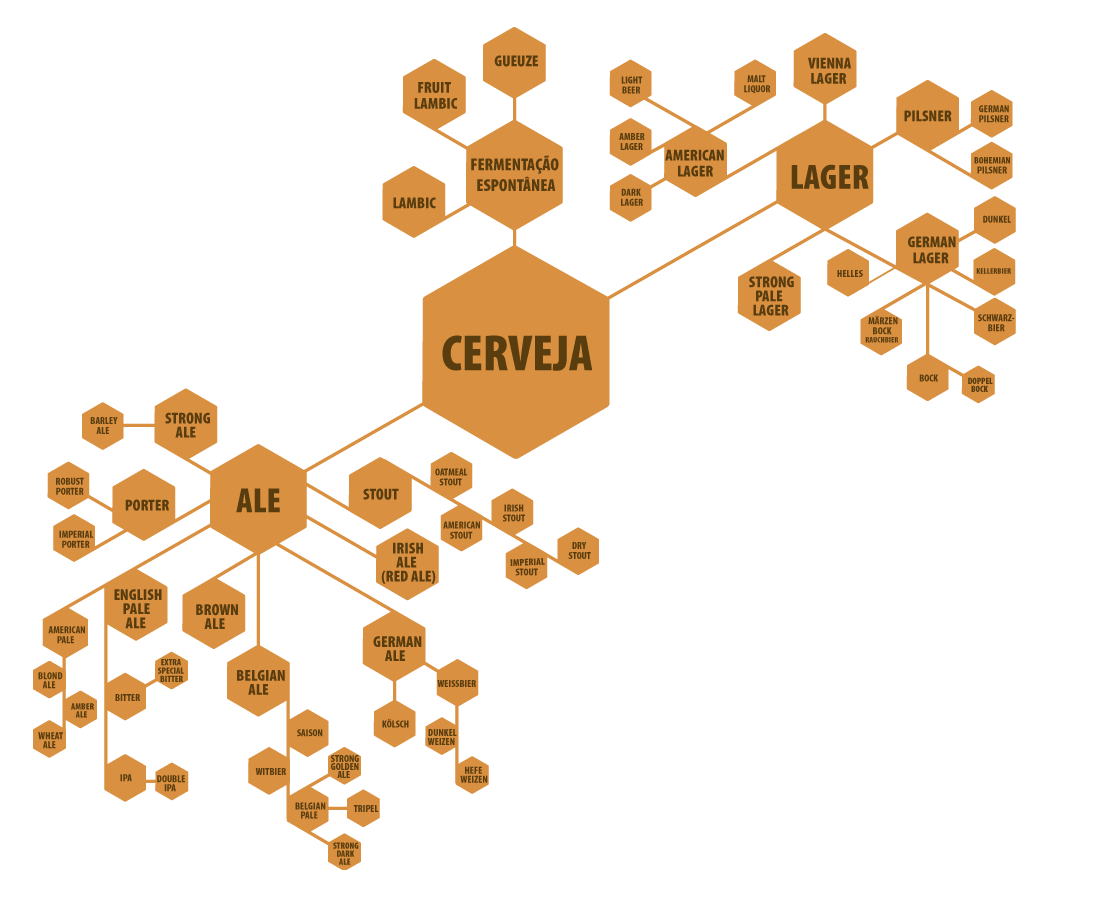 GUEUZE
FRUIT
LAMBIC
FERMENTAÇÃO
ESPONTÂNEA
LAMBIC
LIGHT
BEER
MALT
LIQUOR
AMBER
LAGER
AMERICAN
LAGER
DARK
LAGER
VIENNA
LAGER
LAGER
PILSNER
GERMAN
PILSNER
BOHEMIAN
PILSNER
STRONG
PALE
LAGER
GERMAN
LAGER
DUNKEL
HELLES
KELLERBIER
MÄRZEN
BOCK
RAUCHBIER
SCHWARZ-
BIER
BOCK
DOPPEL
BOCK
CERVEJA
BARLEY
ALE
STRONG
ALE
ROBUST
PORTER
PORTER
IMPERIAL
PORTER
ALE
STOUT
OATMEAL
STOUT
AMERICAN
STOUT
IRISH
STOUT
IMPERIAL
STOUT
DRY
STOUT
IRISH
ALE
(RED ALE)
ENGLISH
PALE
ALE
AMERICAN
PALE
BLOND
ALE
AMBER
ALE
WHEAT
ALE
EXTRA
SPECIAL
BITTER
BITTER
IPA
DOUBLE
IPA
BROWN
ALE
BELGIAN
ALE
SAISON
WITBIER
STRONG
GOLDEN
ALE
BELGIAN
PALE
TRIPEL
STRONG
DARK
ALE
GERMAN
ALE
WEISSBIER
KÖLSCH
DUNKEL
WEIZEN
HEFE
WEIZEN